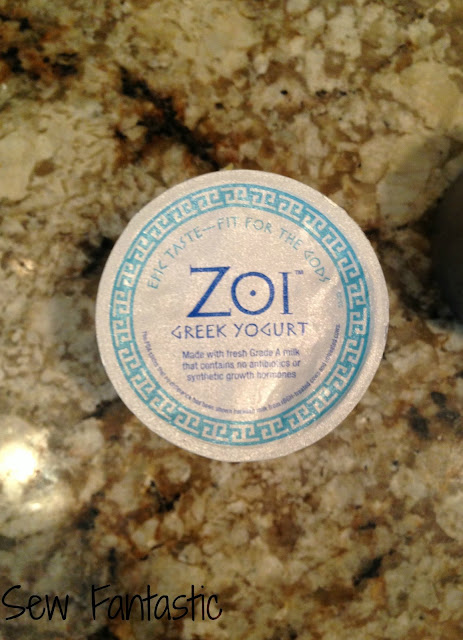 EPIC TASTE—FIT FOR THE GODS
ZOI™
GREEK YOGURT
Made with fresh Grade A milk
that contains no antibiotics or
synthetic growth hormones
Sew Fantastic